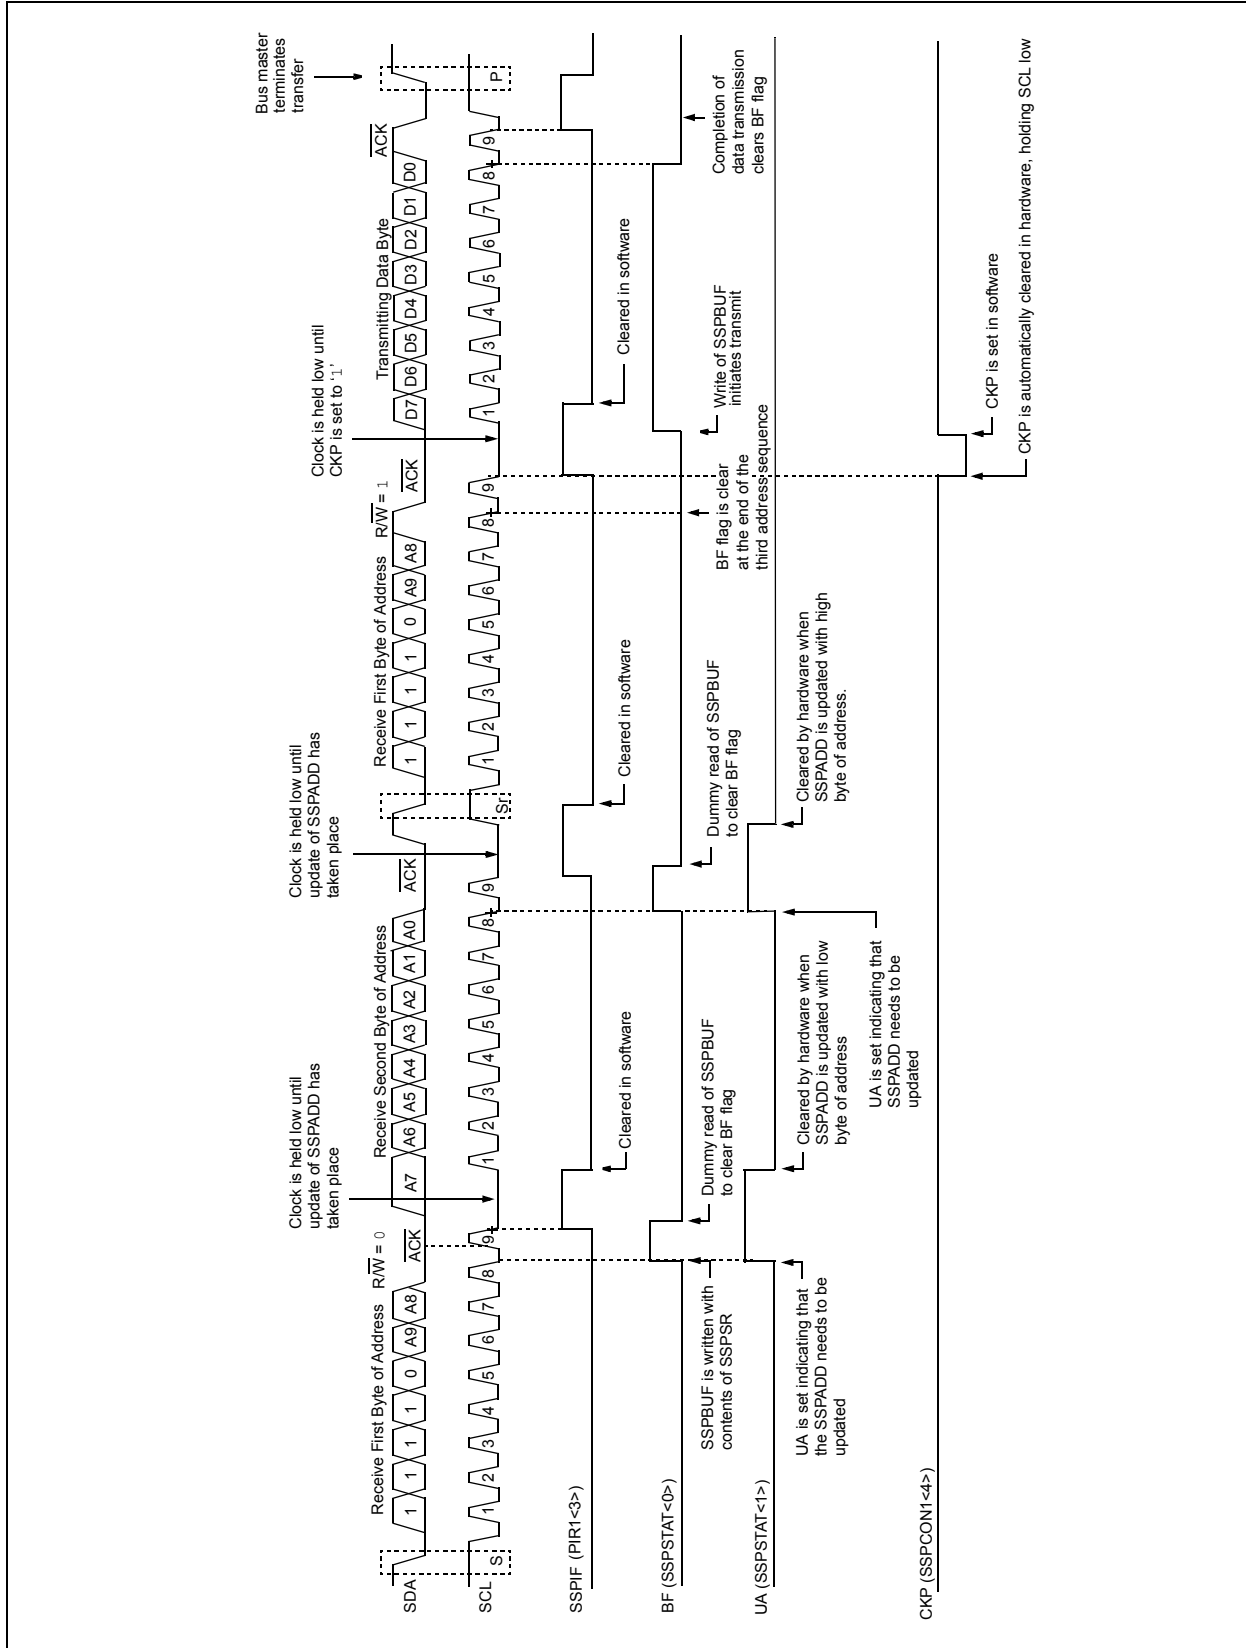 Bus master
terminates
transfer
Clock is held low until
CKP is set to ‘1’
Clock is held low until
update of SSPADD has
taken place
Clock is held low until
update of SSPADD has
taken place
Receive First Byte of Address R/W = 0
Receive Second Byte of Address
Receive First Byte of Address R/W = 1
Transmitting Data Byte
SDA
1 1 1 1 0 A9 A8 ACK A7 A6 A5 A4 A3 A2 A1 A0 ACK 1 1 1 1 0 A9 A8 ACK D7 D6 D5 D4 D3 D2 D1 D0 ACK
SCL
S 1 2 3 4 5 6 7 8 9 1 2 3 4 5 6 7 8 9 Sr 1 2 3 4 5 6 7 8 9 1 2 3 4 5 6 7 8 9 P
SSPIF (PIR1<3>)
Cleared in software
Cleared in software
Cleared in software
BF (SSPSTAT<0>)
SSPBUF is written with
contents of SSPSR
Dummy read of SSPBUF
to clear BF flag
Dummy read of SSPBUF
to clear BF flag
BF flag is clear
at the end of the
third address sequence
Write of SSPBUF
initiates transmit
Completion of
data transmission
clears BF flag
UA (SSPSTAT<1>)
UA is set indicating that
the SSPADD needs to be
updated
Cleared by hardware when
SSPADD is updated with low
byte of address
UA is set indicating that
SSPADD needs to be
updated
Cleared by hardware when
SSPADD is updated with high
byte of address.
CKP (SSPCON1<4>)
CKP is set in software
CKP is automatically cleared in hardware, holding SCL low